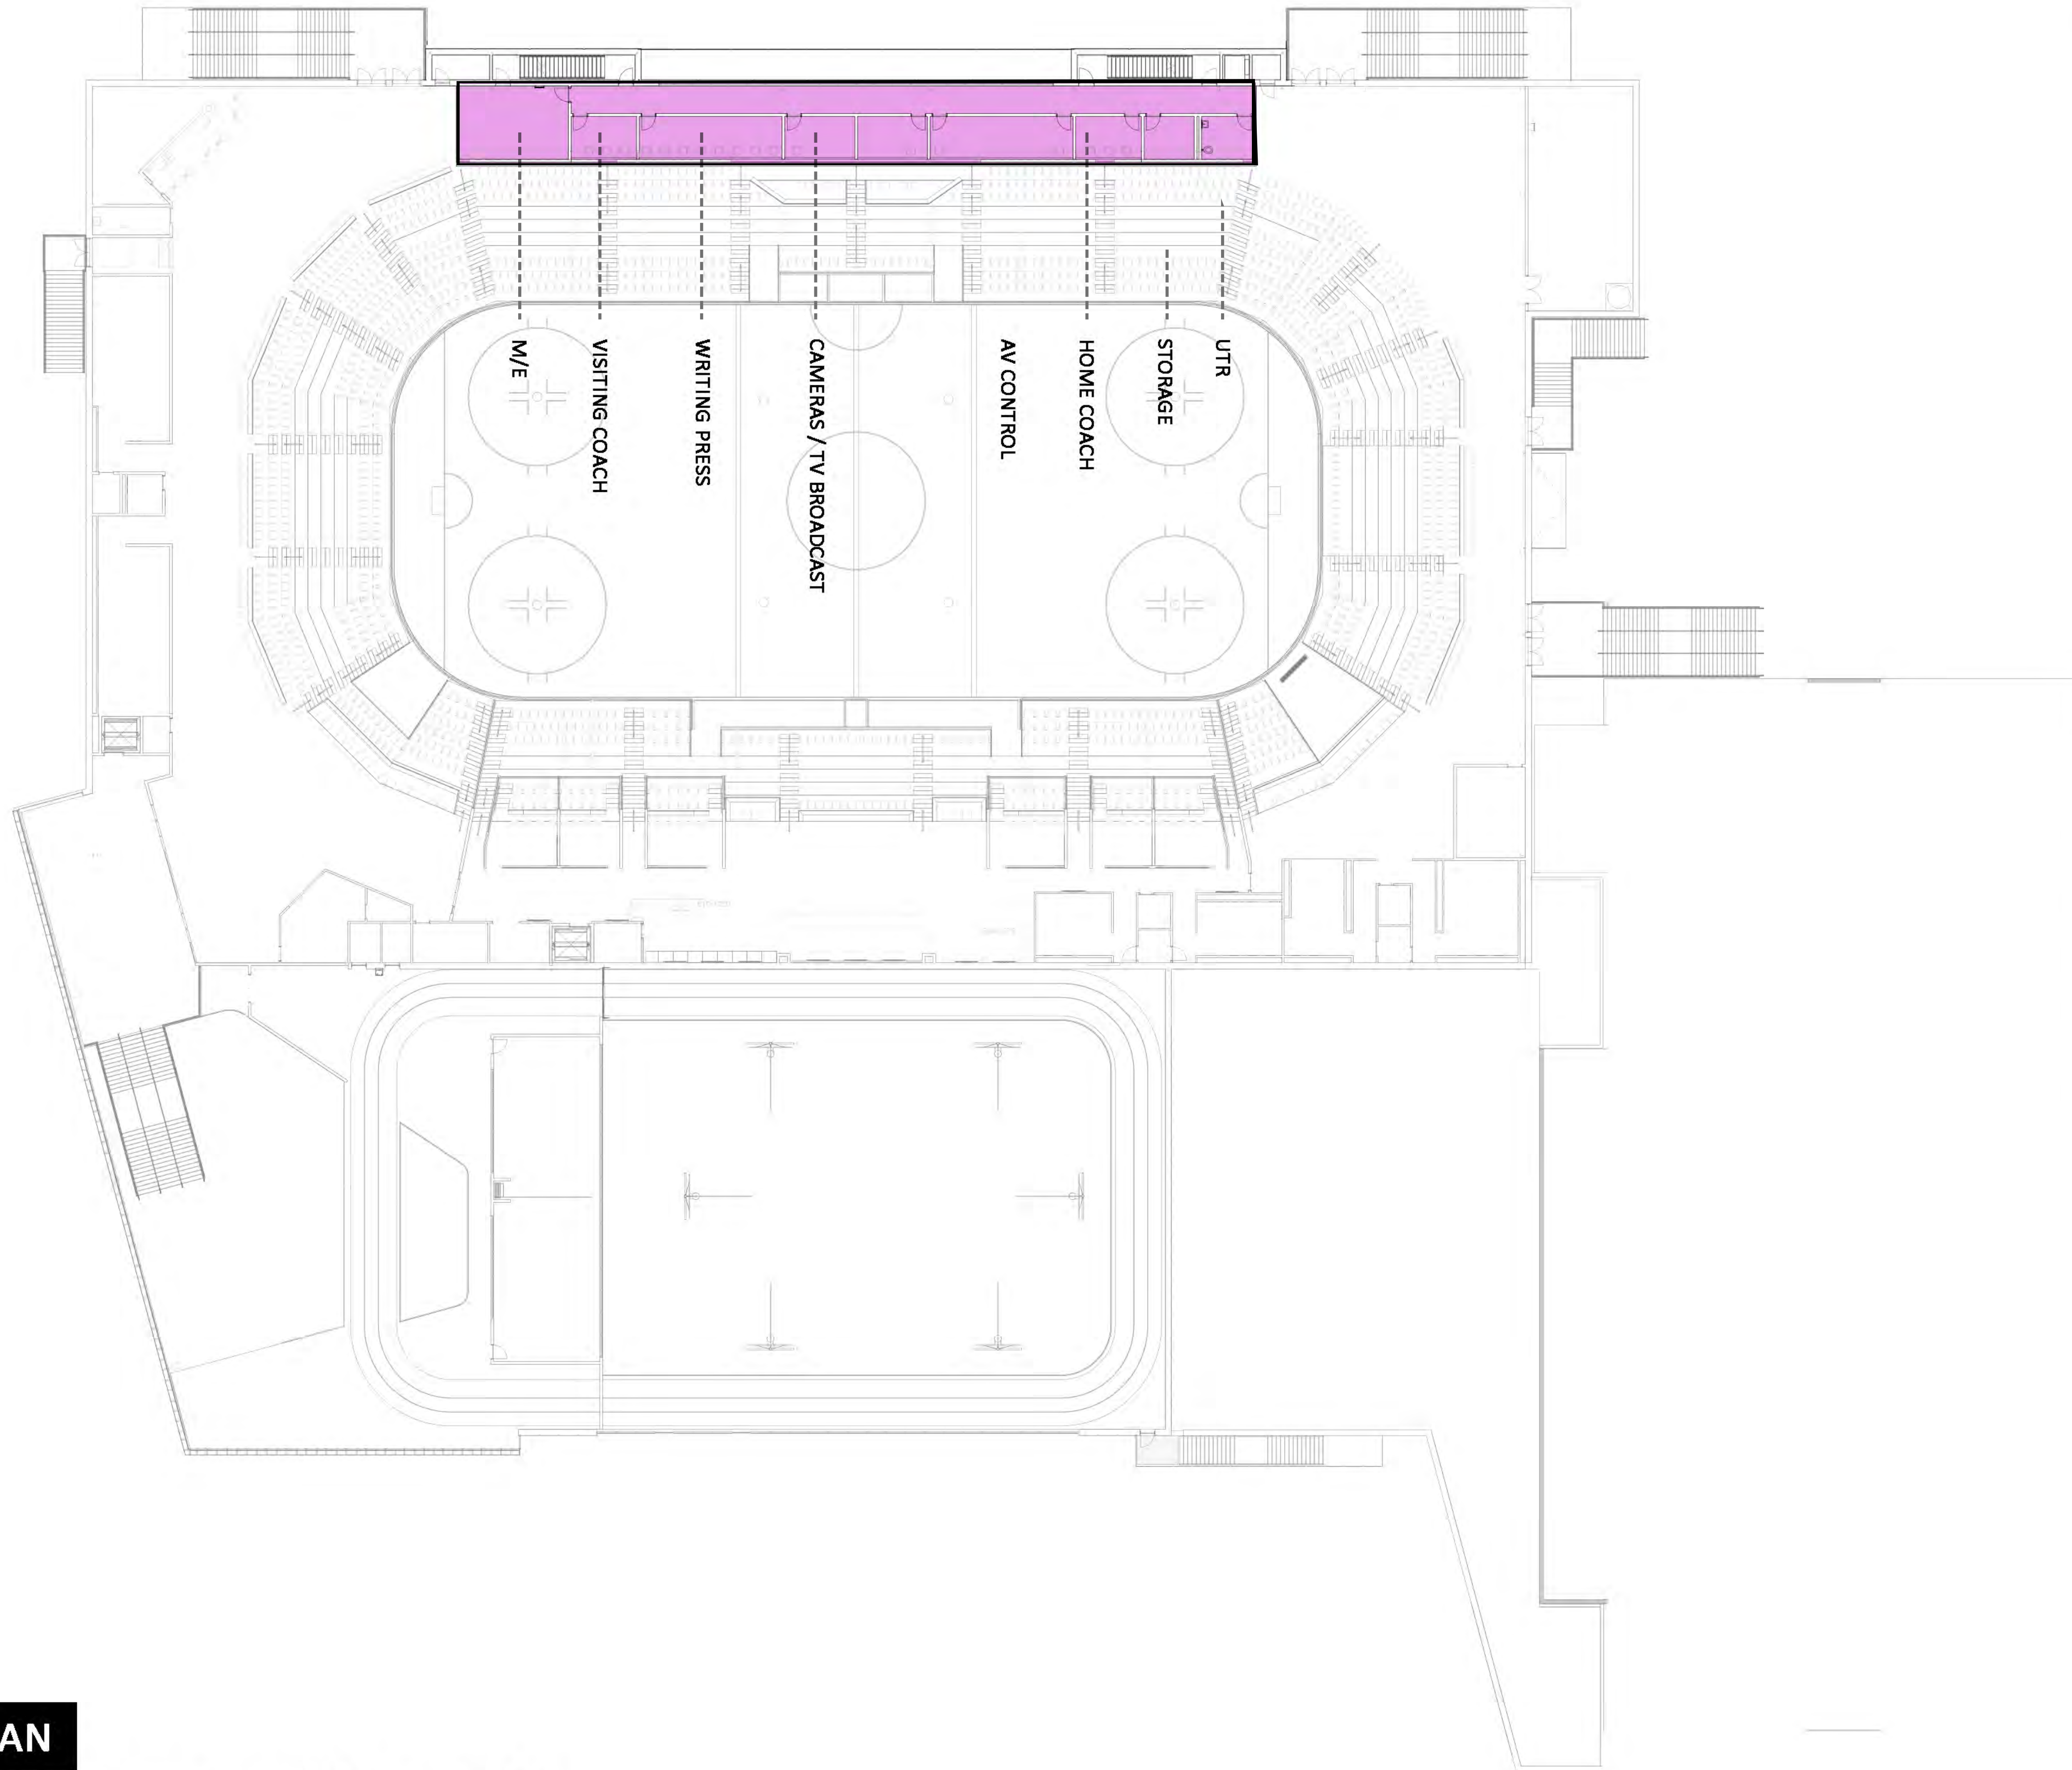 M/E
VISITING COACH
WRITING PRESS
CAMERAS / TV BROADCAST
AV CONTROL
HOME COACH
STORAGE
UTR
AN